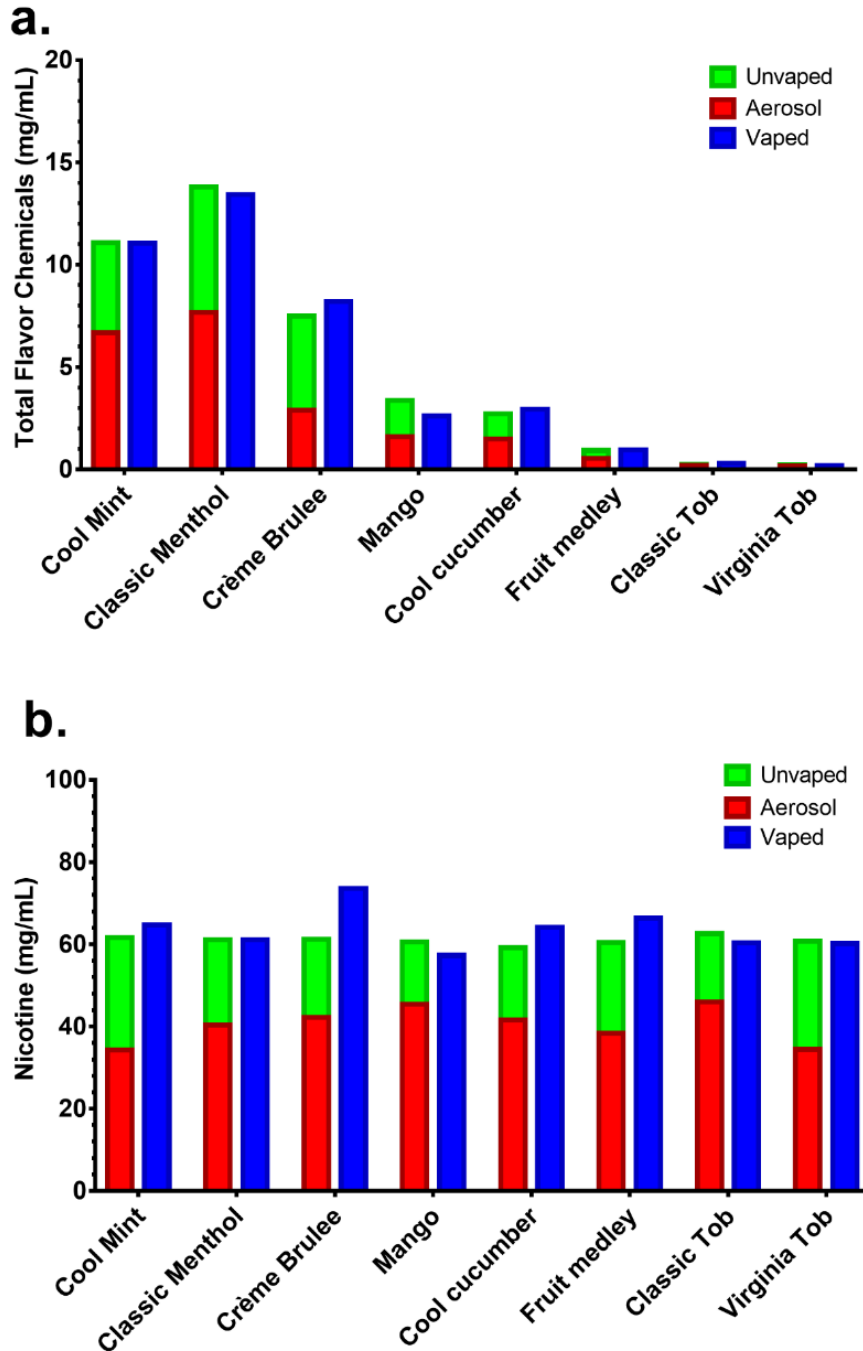 a.
Total Flavor Chemicals (mg/mL)
20
15
10
5
0
Unvaped
Aerosol
Vaped
Cool Mint
Classic Menthol
Crème Brulee
Mango
Cool cucumber
Fruit medley
Classic Tob
Virginia Tob
b.
Nicotine (mg/mL)
100
80
60
40
20
0
Unvaped
Aerosol
Vaped
Cool Mint
Classic Menthol
Crème Brulee
Mango
Cool cucumber
Fruit medley
Classic Tob
Virginia Tob